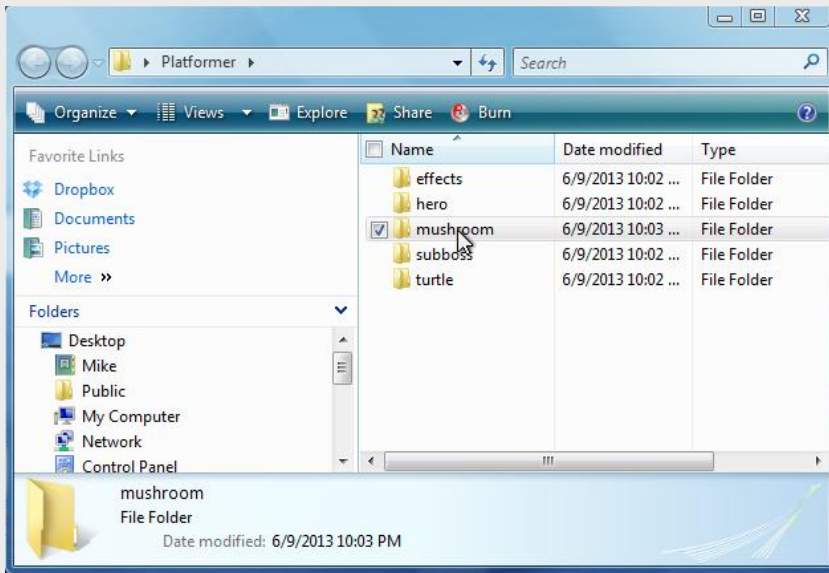 Platformer
Search
Organize Views Explore Share Burn
Favorite Links
Dropbox
Documents
Pictures
More »
Folders
Desktop
Mike
Public
My Computer
Network
Control Panel
Name Date modified Type
effects 6/9/2013 10:02 ... File Folder
hero 6/9/2013 10:02 ... File Folder
mushroom 6/9/2013 10:03 ... File Folder
subboss 6/9/2013 10:02 ... File Folder
turtle 6/9/2013 10:02 ... File Folder
mushroom
File Folder
Date modified: 6/9/2013 10:03 PM